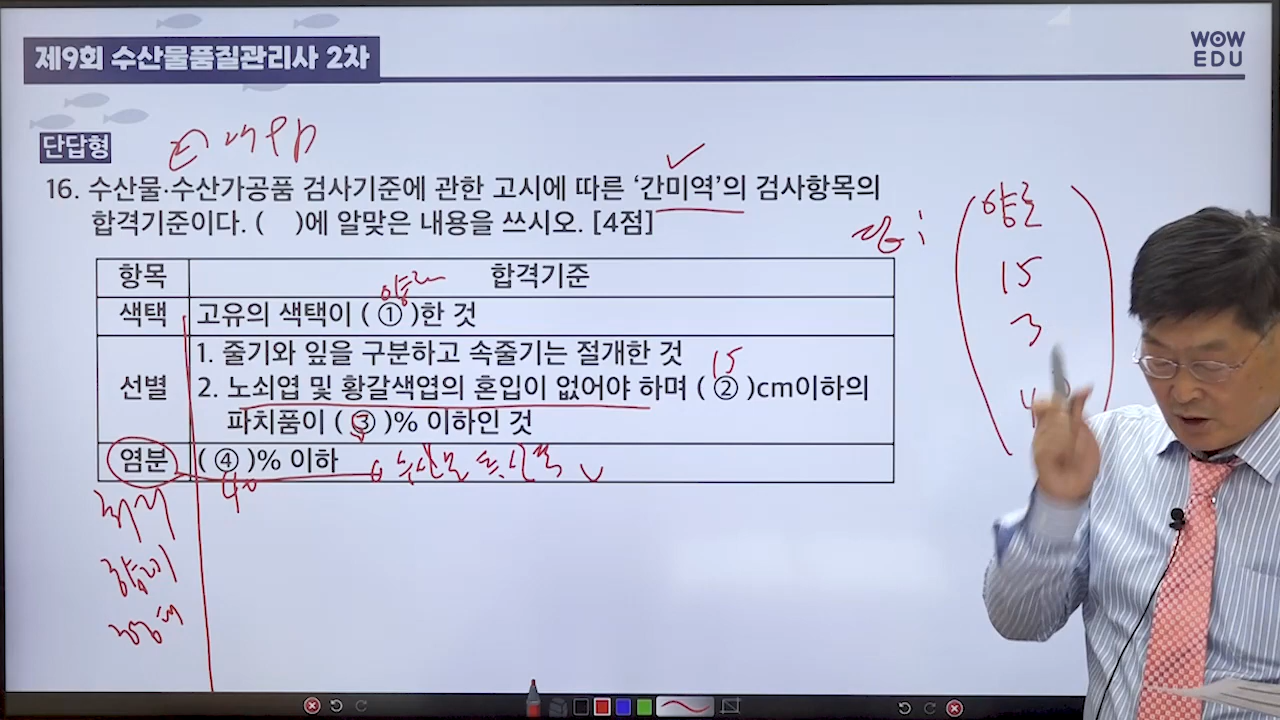 제9회 수산물품질관리사 2차
WOW
EDU
단답형
16. 수산물·수산가공품 검사기준에 관한 고시에 따른 ‘간미역’의 검사항목의
합격기준이다. ( )에 알맞은 내용을 쓰시오. [4점]
항목 합격기준
색택 고유의 색택이 ( ① )한 것
양호
선별
1. 줄기와 잎을 구분하고 속줄기는 절개한 것
15
2. 노쇠엽 및 황갈색엽의 혼입이 없어야 하며 ( ② )cm이하의
파치품이 ( ③ )% 이하인 것
3
염분 ( ④ )% 이하
40
답 :
양호
15
3